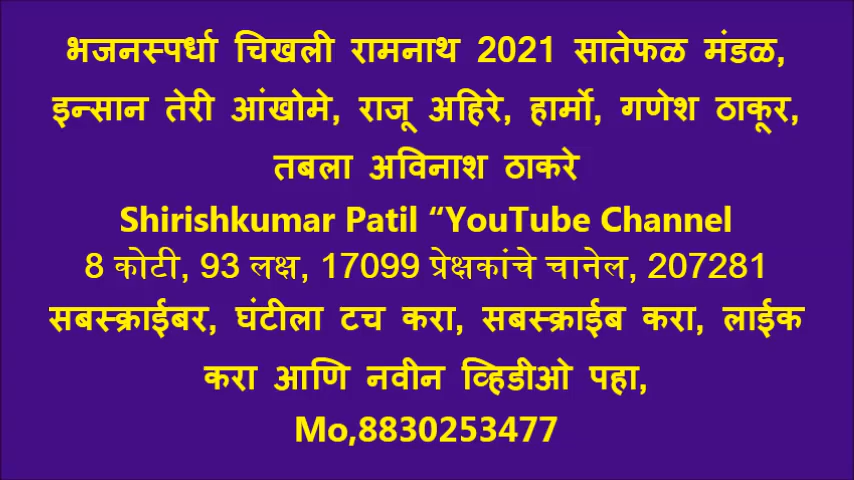 भजनस्पर्धा चिखली रामनाथ 2021 सातेफळ मंडळ,
इन्सान तेरी आंखोमे, राजू अहिरे, हार्मो, गणेश ठाकूर,
तबला अविनाश ठाकरे
Shirishkumar Patil “YouTube Channel
8 कोटी, 93 लक्ष, 17099 प्रेक्षकांचे चानेल, 207281
सबस्क्राईबर, घंटीला टच करा, सबस्क्राईब करा, लाईक
करा आणि नवीन व्हिडीओ पहा,
Mo,8830253477